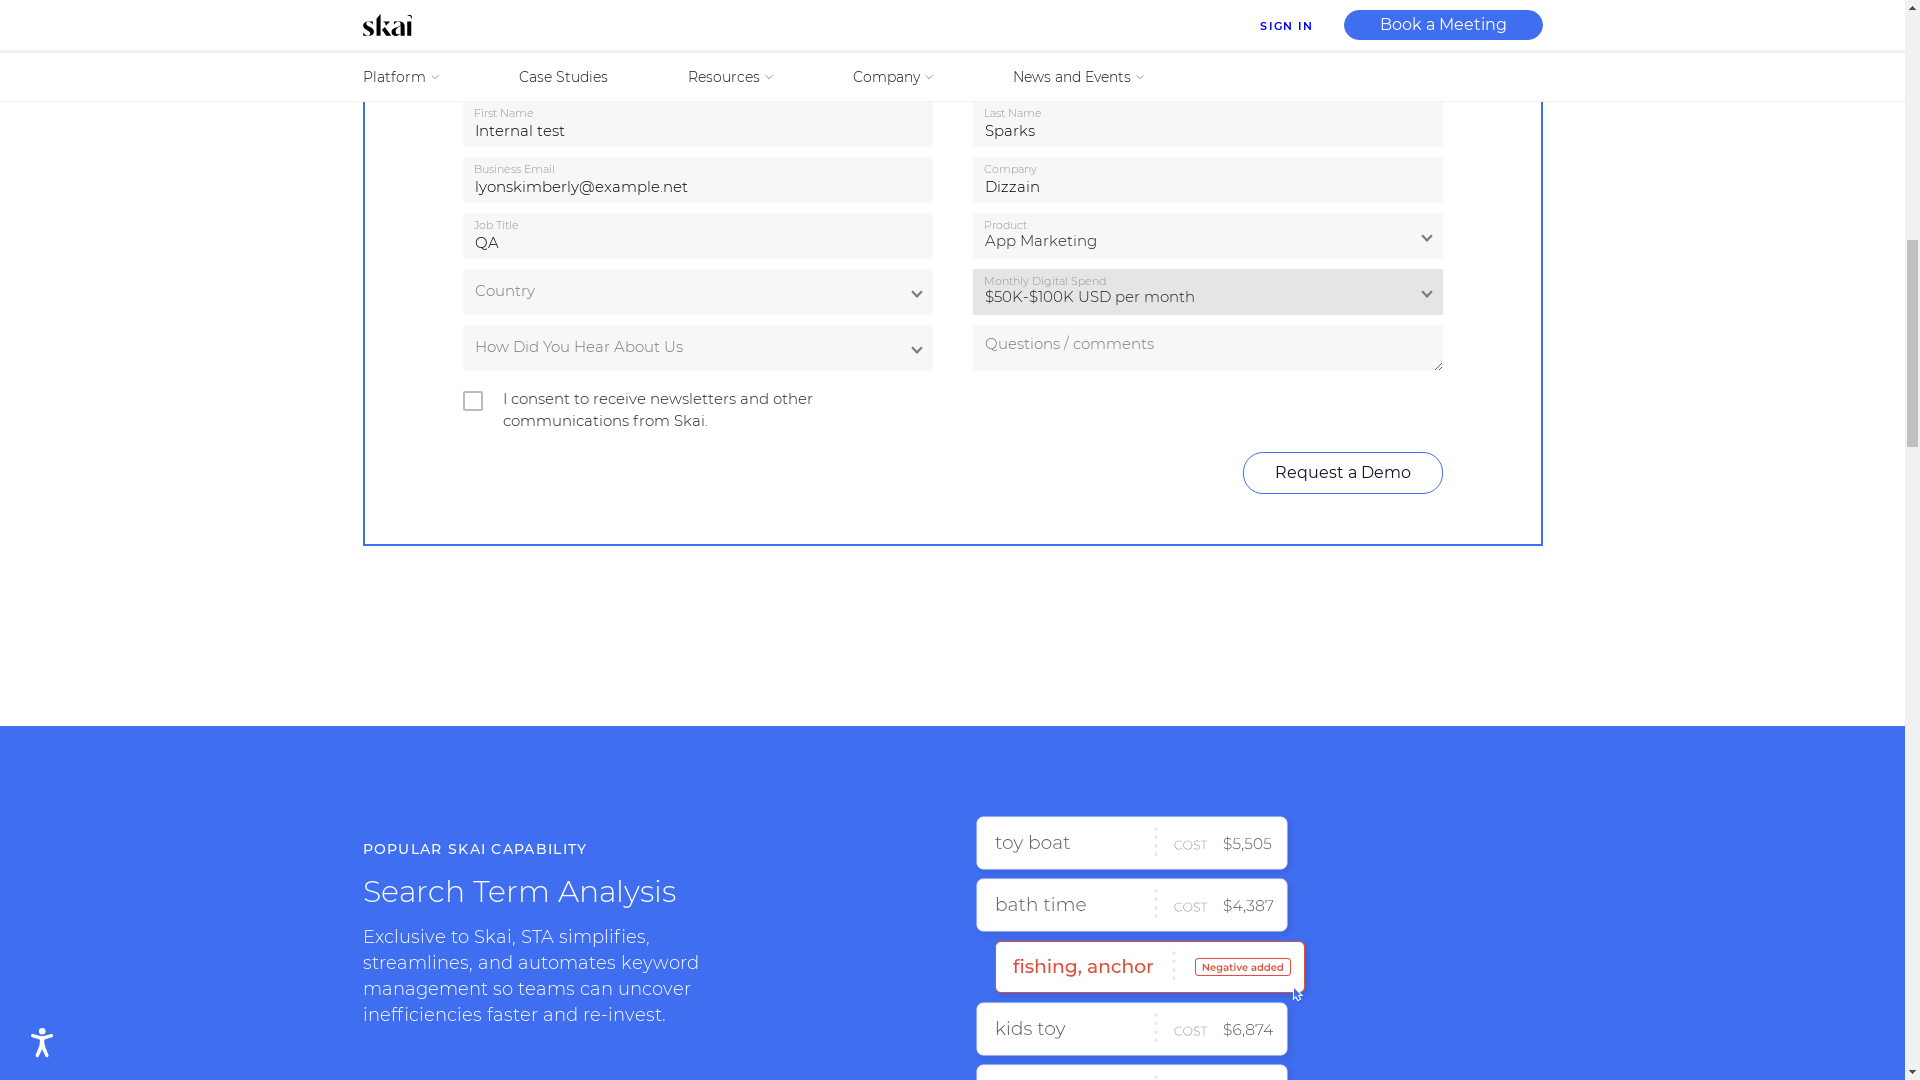 skai
SIGN IN
Book a Meeting
Platform
Case Studies
Resources
Company
News and Events
First Name
Internal test
Last Name
Sparks
Business Email
lyonskimberly@example.net
Company
Dizzain
Job Title
QA
Product
App Marketing
Country
Monthly Digital Spend
$50K-$100K USD per month
How Did You Hear About Us
Questions / comments
I consent to receive newsletters and other
communications from Skai.
Request a Demo
POPULAR SKAI CAPABILITY
Search Term Analysis
Exclusive to Skai, STA simplifies,
streamlines, and automates keyword
management so teams can uncover
inefficiencies faster and re-invest.
toy boat COST $5,505
bath time COST $4,387
fishing, anchor Negative added
kids toy COST $6,874